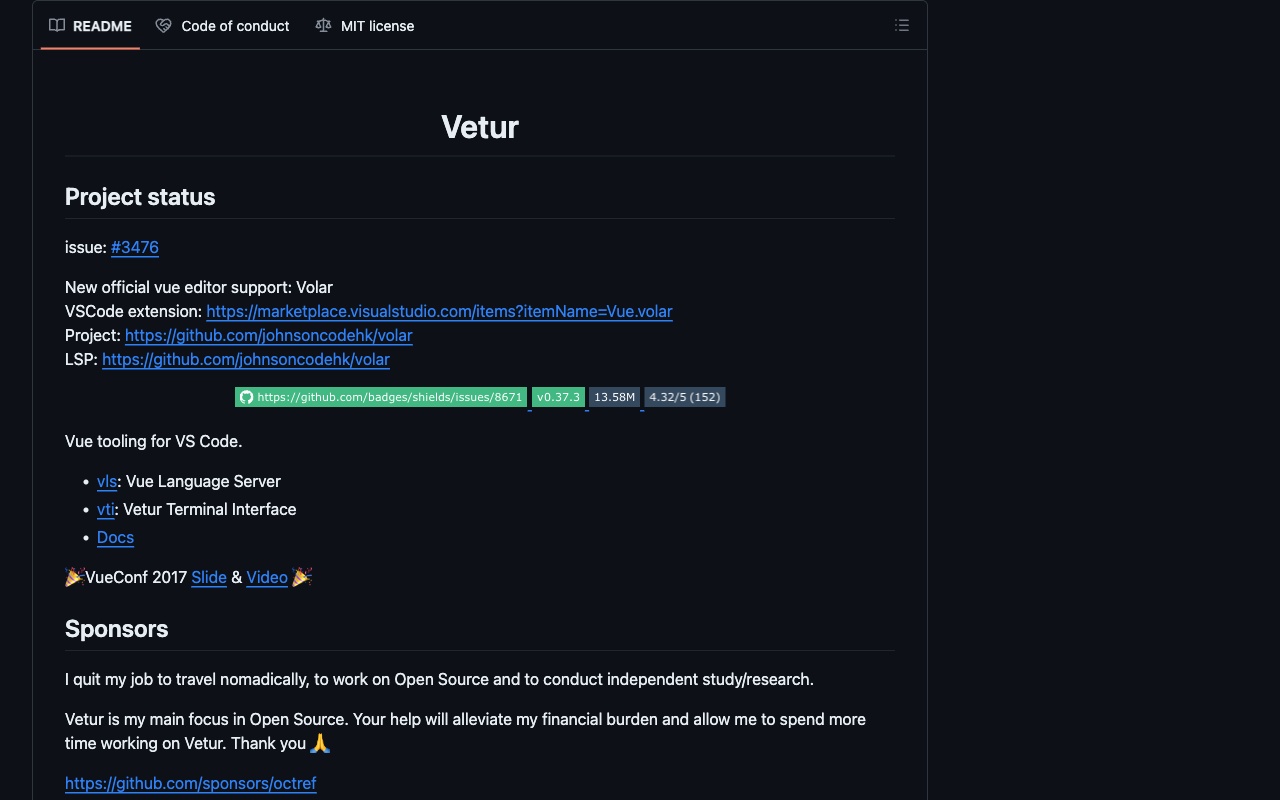 README Code of conduct MIT license
Vetur
Project status
issue: #3476
New official vue editor support: Volar
VSCode extension: https://marketplace.visualstudio.com/items?itemName=Vue.volar
Project: https://github.com/johnsoncodehk/volar
LSP: https://github.com/johnsoncodehk/volar
https://github.com/badges/shields/issues/8671 v0.37.3 13.58M 4.32/5 (152)
Vue tooling for VS Code.
• vls: Vue Language Server
• vti: Vetur Terminal Interface
• Docs
🎉VueConf 2017 Slide & Video 🎉
Sponsors
I quit my job to travel nomadically, to work on Open Source and to conduct independent study/research.
Vetur is my main focus in Open Source. Your help will alleviate my financial burden and allow me to spend more
time working on Vetur. Thank you 🙏
https://github.com/sponsors/octref